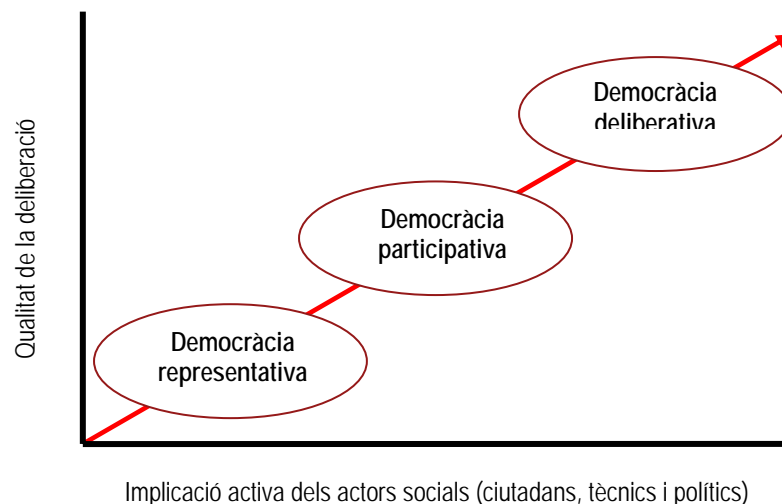 Qualitat de la deliberació
Democràcia
deliberativa
Democràcia
participativa
Democràcia
representativa
Implicació activa dels actors socials (ciutadans, tècnics i polítics)